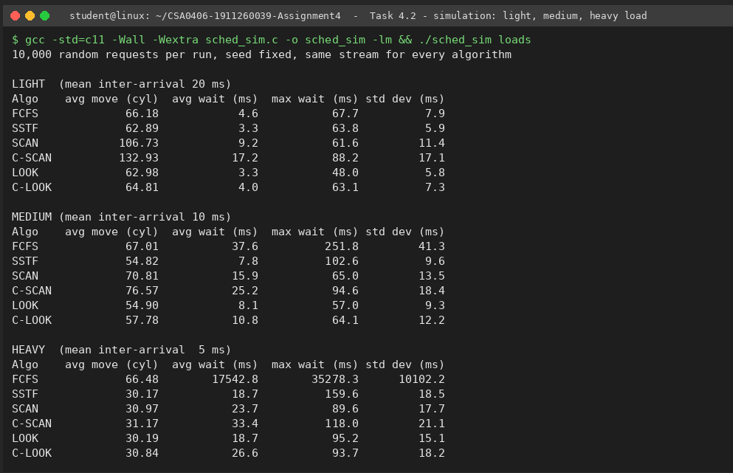 student@linux: ~/CSA0406-1911260039-Assignment4  -  Task 4.2 - simulation: light, medium, heavy load
$ gcc -std=c11 -Wall -Wextra sched_sim.c -o sched_sim -lm && ./sched_sim loads
10,000 random requests per run, seed fixed, same stream for every algorithm
LIGHT  (mean inter-arrival 20 ms)
Algo    avg move (cyl)  avg wait (ms)  max wait (ms) std dev (ms)
FCFS             66.18            4.6           67.7          7.9
SSTF             62.89            3.3           63.8          5.9
SCAN            106.73            9.2           61.6         11.4
C-SCAN          132.93           17.2           88.2         17.1
LOOK             62.98            3.3           48.0          5.8
C-LOOK           64.81            4.0           63.1          7.3
MEDIUM (mean inter-arrival 10 ms)
Algo    avg move (cyl)  avg wait (ms)  max wait (ms) std dev (ms)
FCFS             67.01           37.6          251.8         41.3
SSTF             54.82            7.8          102.6          9.6
SCAN             70.81           15.9           65.0         13.5
C-SCAN           76.57           25.2           94.6         18.4
LOOK             54.90            8.1           57.0          9.3
C-LOOK           57.78           10.8           64.1         12.2
HEAVY  (mean inter-arrival  5 ms)
Algo    avg move (cyl)  avg wait (ms)  max wait (ms) std dev (ms)
FCFS             66.48        17542.8        35278.3      10102.2
SSTF             30.17           18.7          159.6         18.5
SCAN             30.97           23.7           89.6         17.7
C-SCAN           31.17           33.4          118.0         21.1
LOOK             30.19           18.7           95.2         15.1
C-LOOK           30.84           26.6           93.7         18.2